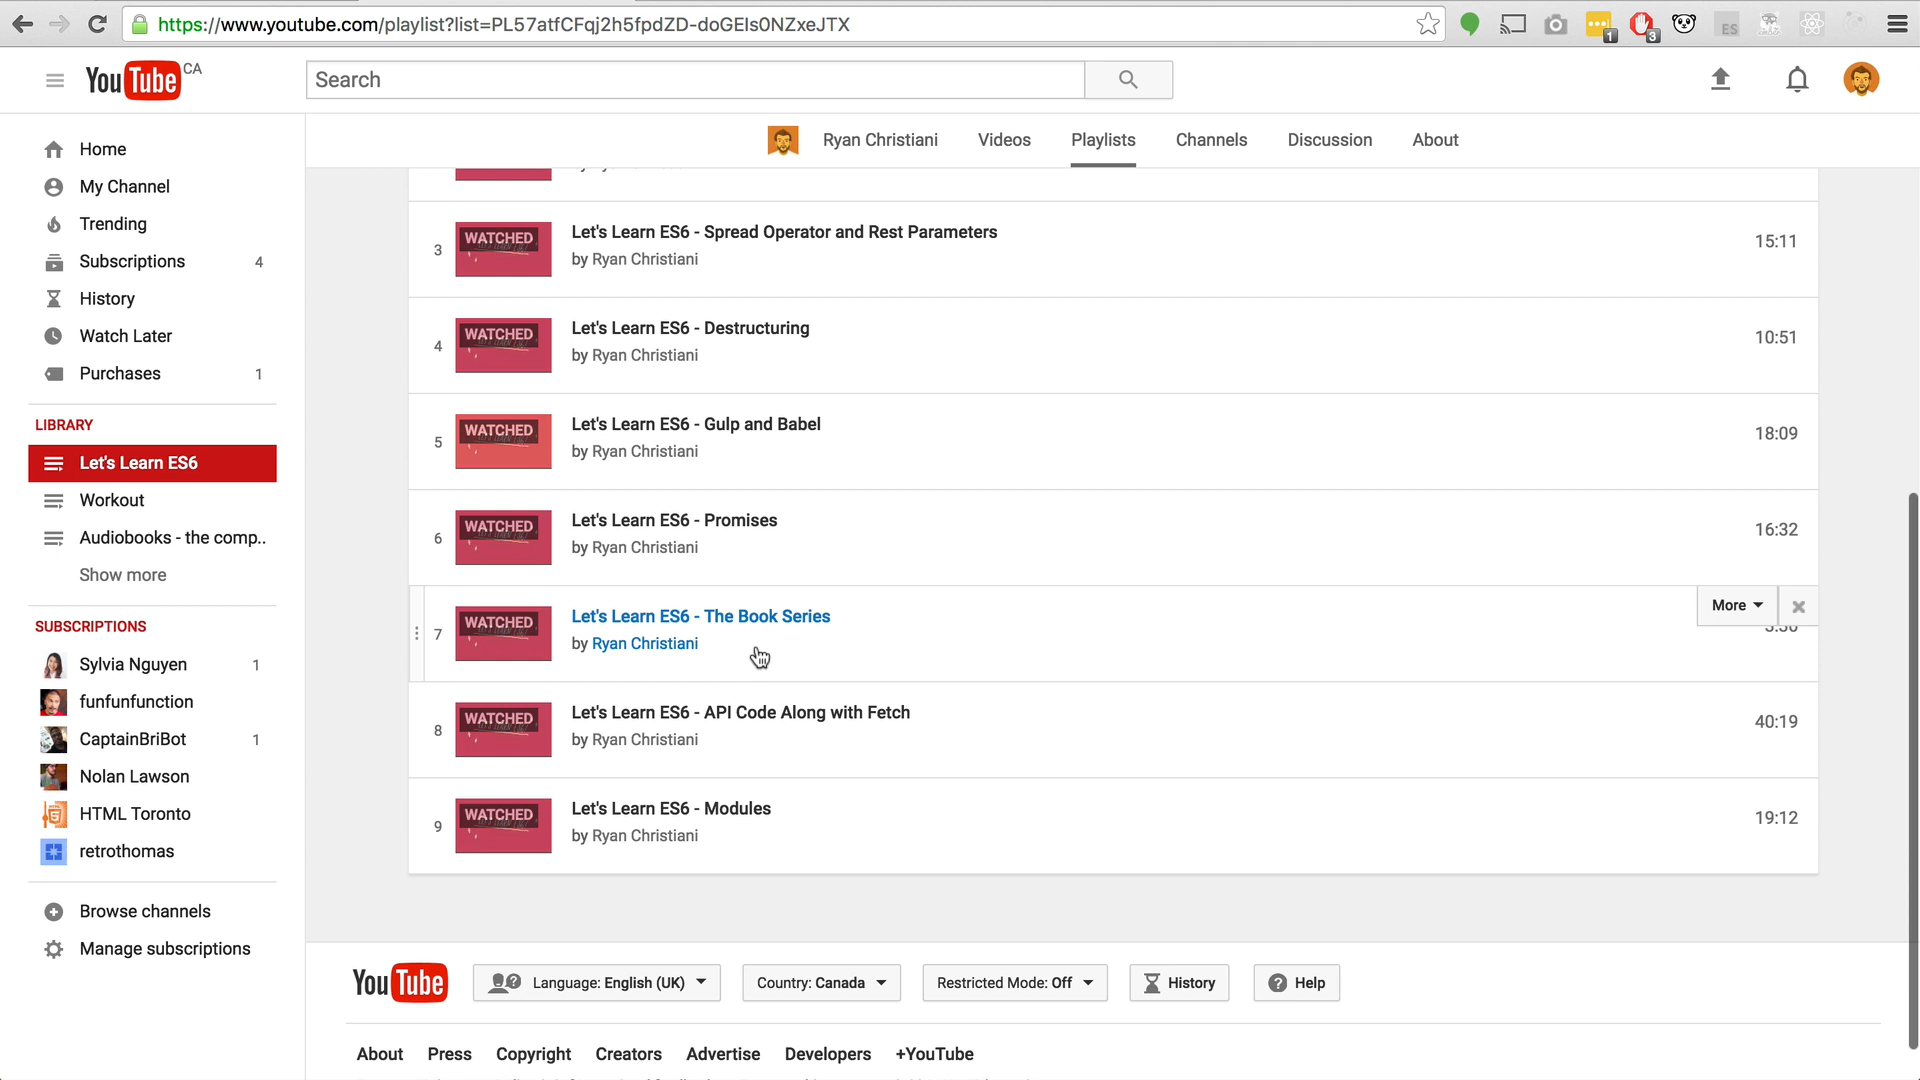 https://www.youtube.com/playlist?list=PL57atfCFqj2h5fpdZD-doGEIs0NZxeJTX
1
3
ES
YouTube CA
Search
Home
My Channel
Trending
Subscriptions 4
History
Watch Later
Purchases 1
LIBRARY
Let's Learn ES6
Workout
Audiobooks - the comp..
Show more
SUBSCRIPTIONS
Sylvia Nguyen 1
funfunfunction
CaptainBriBot 1
Nolan Lawson
HTML Toronto
retrothomas
Browse channels
Manage subscriptions
Ryan Christiani Videos Playlists Channels Discussion About
3 WATCHED Let's Learn ES6 - Spread Operator and Rest Parameters 15:11
by Ryan Christiani
4 WATCHED Let's Learn ES6 - Destructuring 10:51
by Ryan Christiani
5 WATCHED Let's Learn ES6 - Gulp and Babel 18:09
by Ryan Christiani
6 WATCHED Let's Learn ES6 - Promises 16:32
by Ryan Christiani
7 WATCHED Let's Learn ES6 - The Book Series More
by Ryan Christiani
8 WATCHED Let's Learn ES6 - API Code Along with Fetch 40:19
by Ryan Christiani
9 WATCHED Let's Learn ES6 - Modules 19:12
by Ryan Christiani
YouTube Language: English (UK) Country: Canada Restricted Mode: Off History Help
About Press Copyright Creators Advertise Developers +YouTube